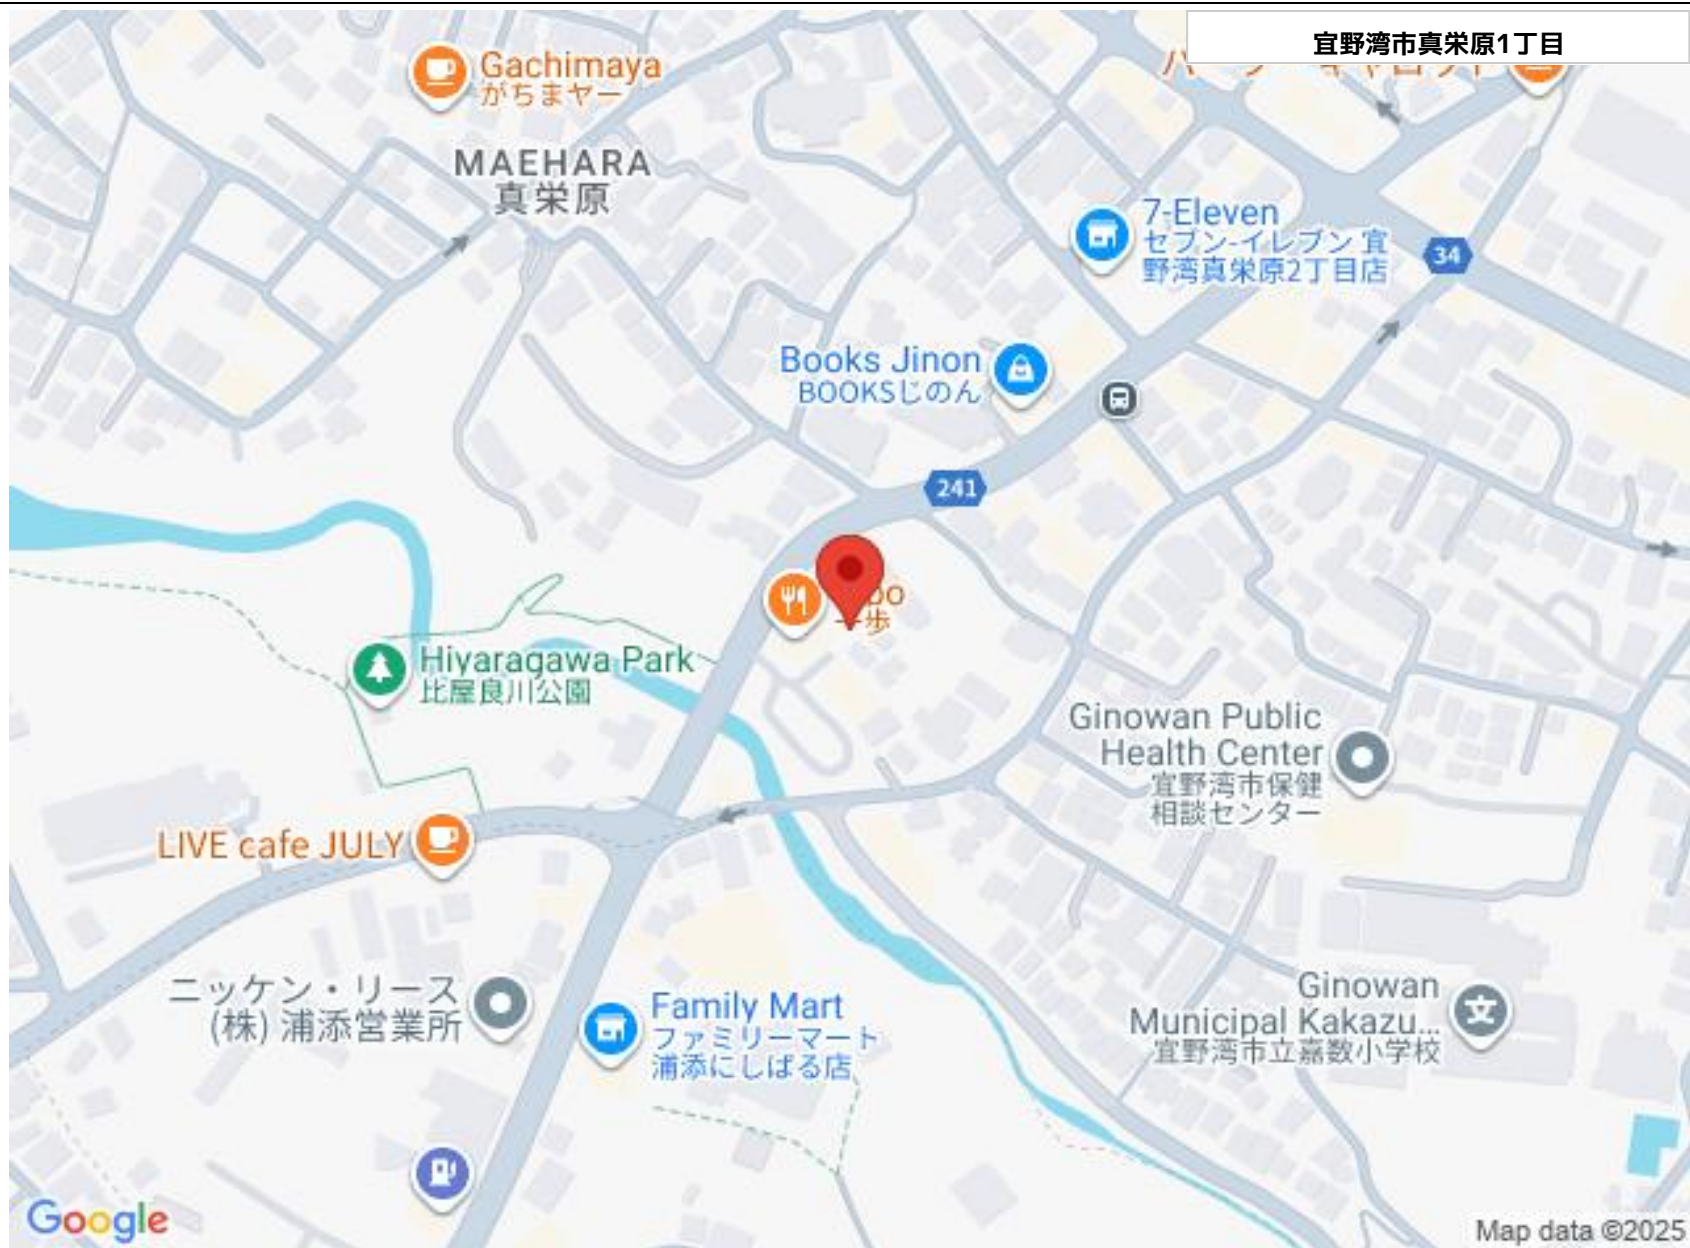 宜野湾市真栄原1丁目
Gachimaya
がちまヤー
MAEHARA
真栄原
7-Eleven
セブン-イレブン 宜
野湾真栄原2丁目店
34
Books Jinon
BOOKSじのん
241
一歩
Hiyaragawa Park
比屋良川公園
Ginowan Public
Health Center
宜野湾市保健
相談センター
LIVE cafe JULY
ニッケン・リース
(株) 浦添営業所
Family Mart
ファミリーマート
浦添にしばる店
Ginowan
Municipal Kakazu...
宜野湾市立嘉数小学校
文
Google
Map data ©2025